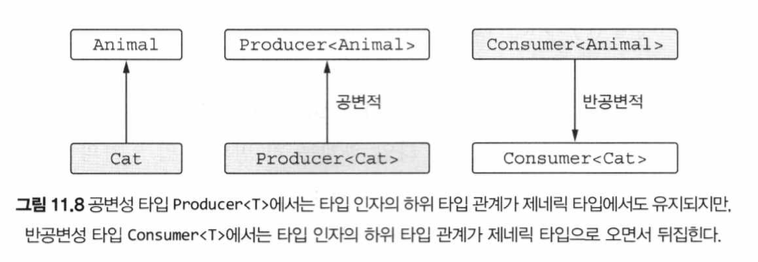 Animal Producer<Animal> Consumer<Animal>
공변적 반공변적
Cat Producer<Cat> Consumer<Cat>
그림 11.8 공변성 타입 Producer<T>에서는 타입 인자의 하위 타입 관계가 제네릭 타입에서도 유지되지만,
반공변성 타입 Consumer<T>에서는 타입 인자의 하위 타입 관계가 제네릭 타입으로 오면서 뒤집힌다.